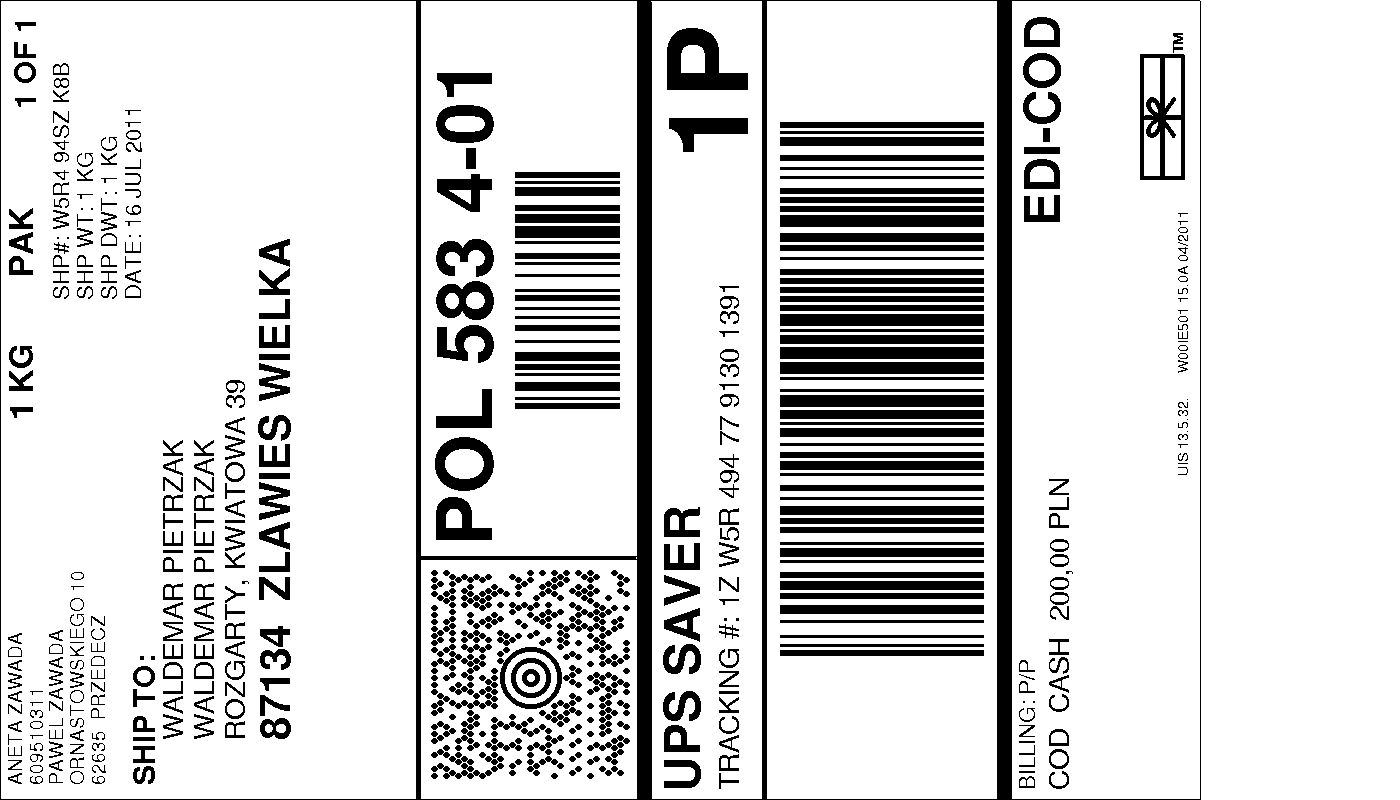 ANETA ZAWADA
609510311
PAWEL ZAWADA
ORNASTOWSKIEGO 10
62635 PRZEDECZ
1 KG PAK 1 OF 1
SHP#: W5R4 94SZ K8B
SHP WT: 1 KG
SHP DWT: 1 KG
DATE: 16 JUL 2011
SHIP TO:
WALDEMAR PIETRZAK
WALDEMAR PIETRZAK
ROZGARTY, KWIATOWA 39
87134 ZLAWIES WIELKA
POL 583 4-01
UPS SAVER
TRACKING #: 1Z W5R 494 77 9130 1391
1P
BILLING: P/P
COD CASH 200,00 PLN
EDI-COD
TM
UIS 13.5.32. W00IE501 15.0A 04/2011